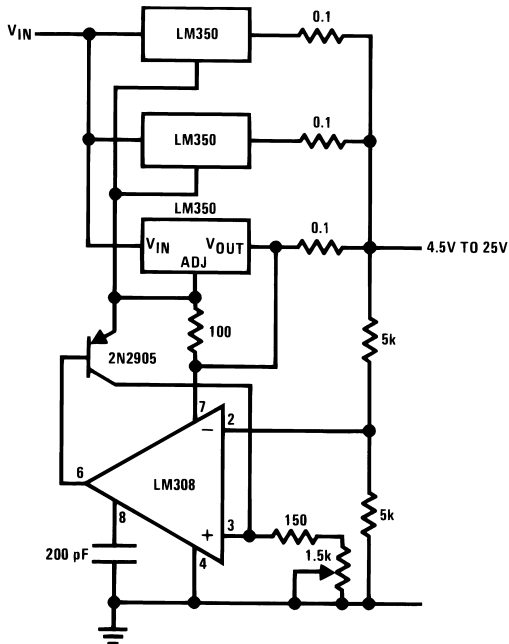 0.1
VIN
LM350
0.1
LM350
LM350
0.1
VIN
VOUT
4.5V TO 25V
ADJ
100
5k
2N2905
7
2
−
6
LM308
5k
8
+
3
150
200 pF
4
1.5k